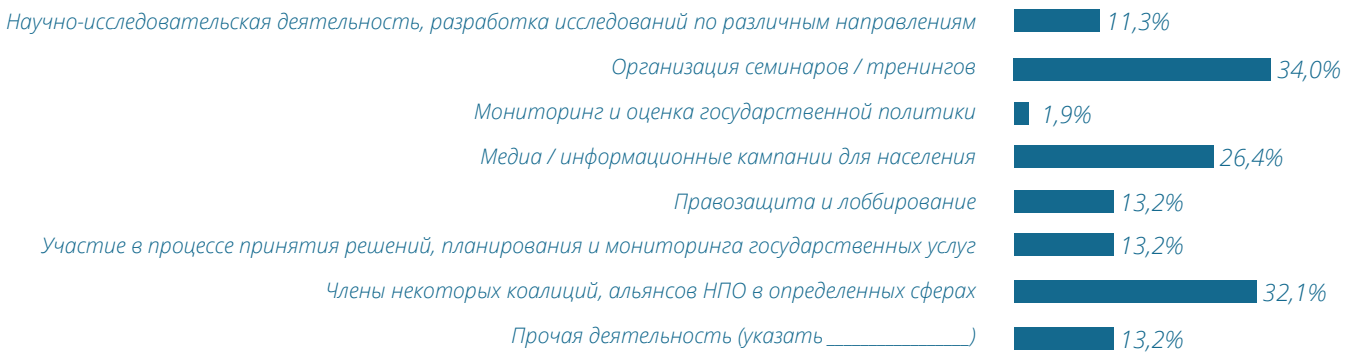 Научно-исследовательская деятельность, разработка исследований по различным направлениям 11,3%
Организация семинаров / тренингов 34,0%
Мониторинг и оценка государственной политики 1,9%
Медиа / информационные кампании для населения 26,4%
Правозащита и лоббирование 13,2%
Участие в процессе принятия решений, планирования и мониторинга государственных услуг 13,2%
Члены некоторых коалиций, альянсов НПО в определенных сферах 32,1%
Прочая деятельность (указать _______________) 13,2%